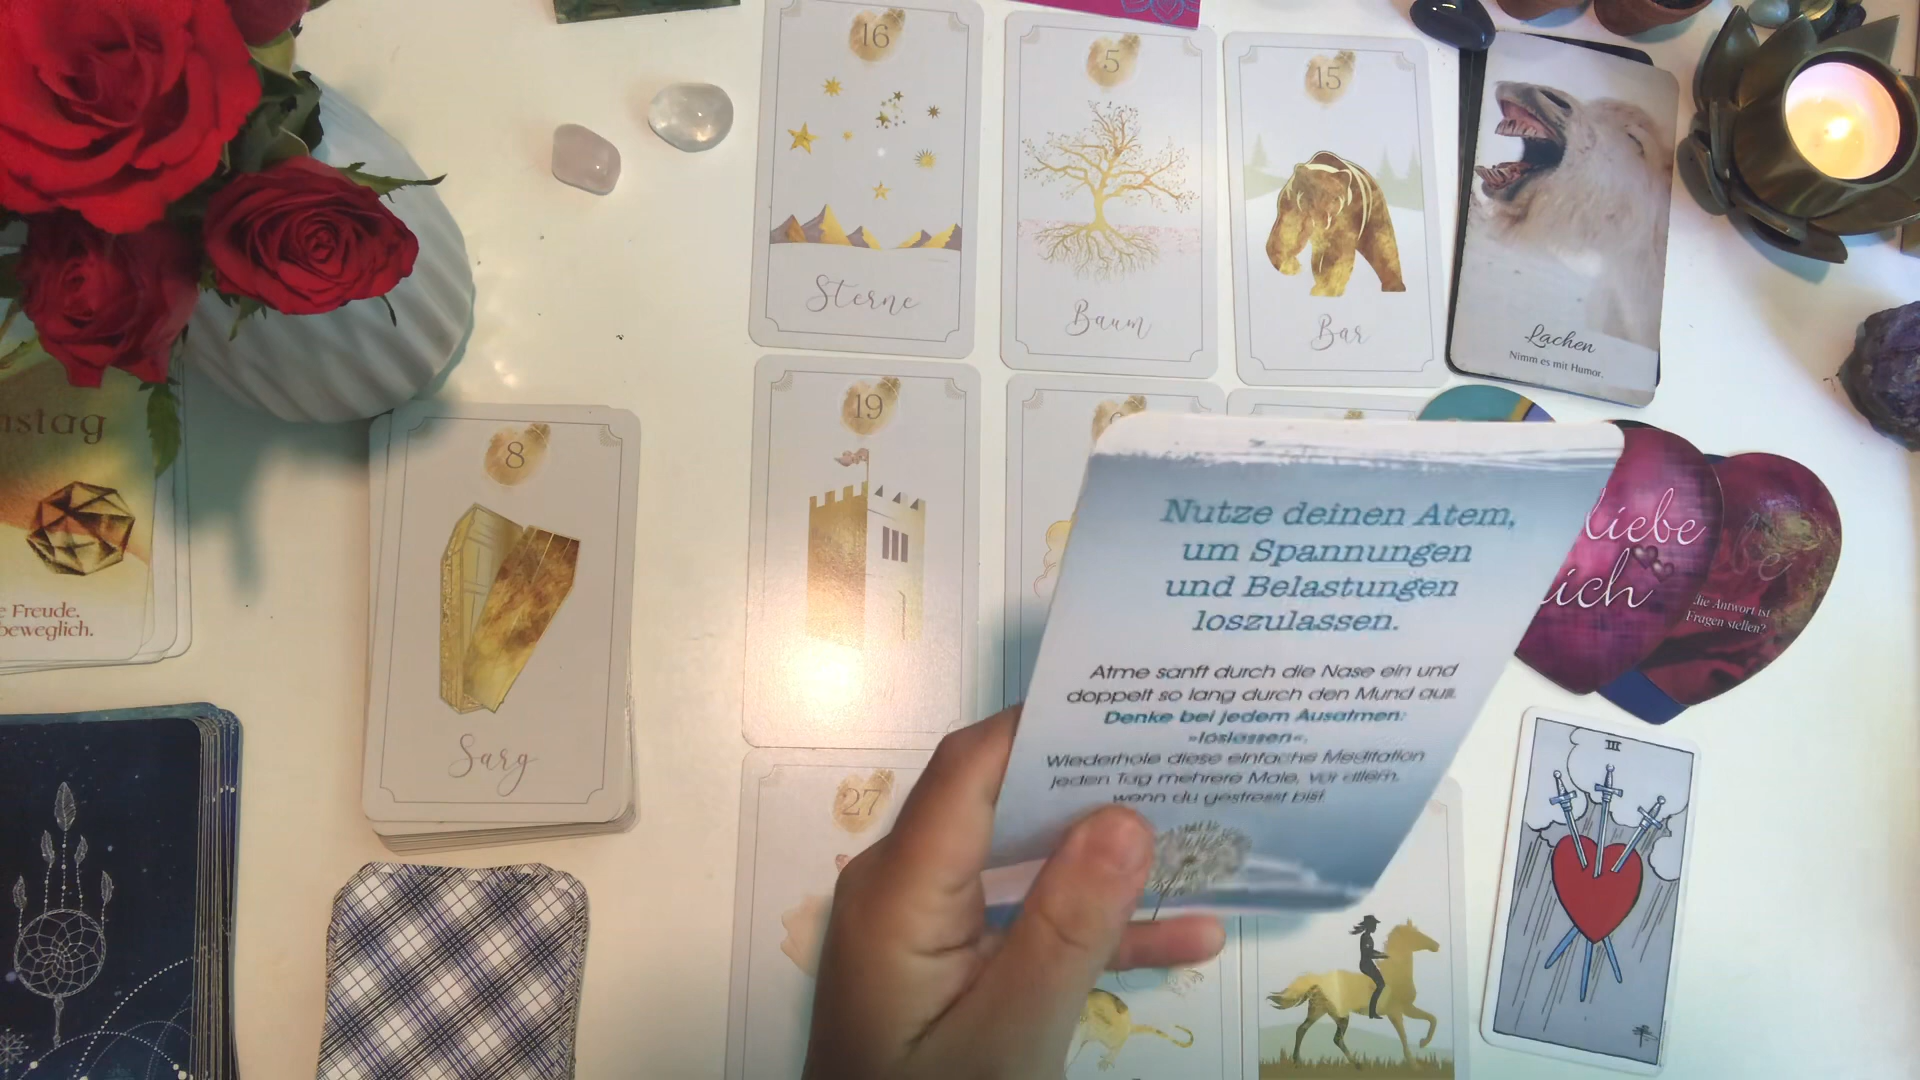 16
Sterne
5
Baum
15
Bär
Lachen
Nimm es mit Humor.
stag
e Freude.
beweglich.
8
Sarg
19
27
Nutze deinen Atem,
um Spannungen
und Belastungen
loszulassen.
Atme sanft durch die Nase ein und
doppelt so lang durch den Mund aus.
Denke bei jedem Ausatmen:
»loslassen«.
Wiederhole diese einfache Meditation
jeden Tag mehrere Male, vor allem,
wenn du gestresst bist!
liebe
ich
die Antwort ist
Fragen stellen?
III